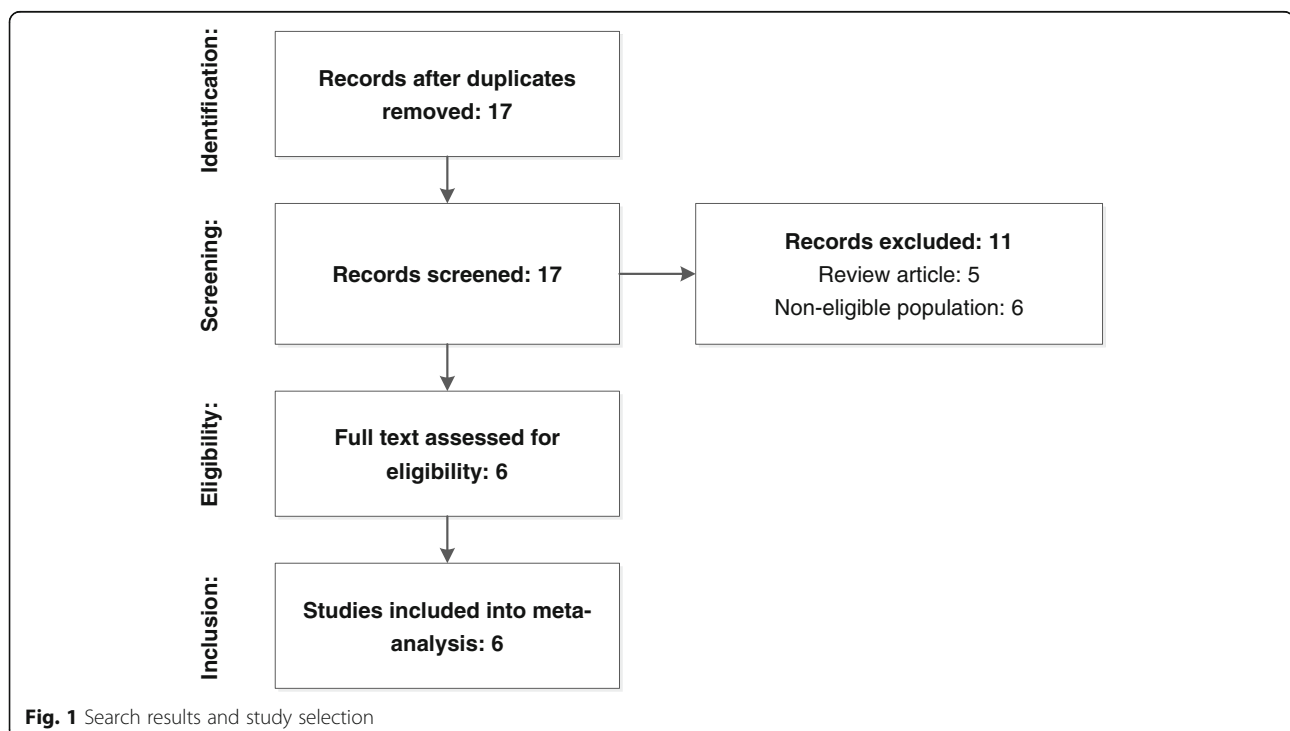 Identification:
Records after duplicates
removed: 17
Screening:
Records screened: 17
Records excluded: 11
Review article: 5
Non-eligible population: 6
Eligibility:
Full text assessed for
eligibility: 6
Inclusion:
Studies included into meta-
analysis: 6
Fig. 1 Search results and study selection